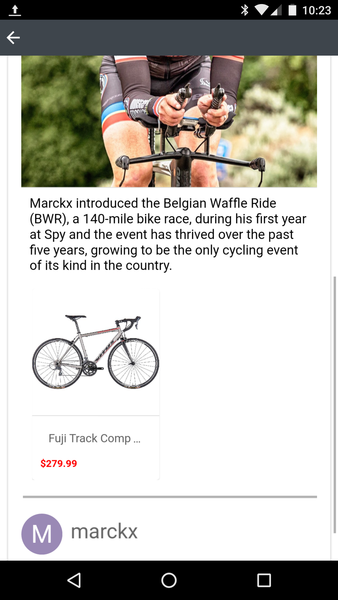 10:23
Marckx introduced the Belgian Waffle Ride
(BWR), a 140-mile bike race, during his first year
at Spy and the event has thrived over the past
five years, growing to be the only cycling event
of its kind in the country.
Fuji Track Comp ...
$279.99
M
marckx